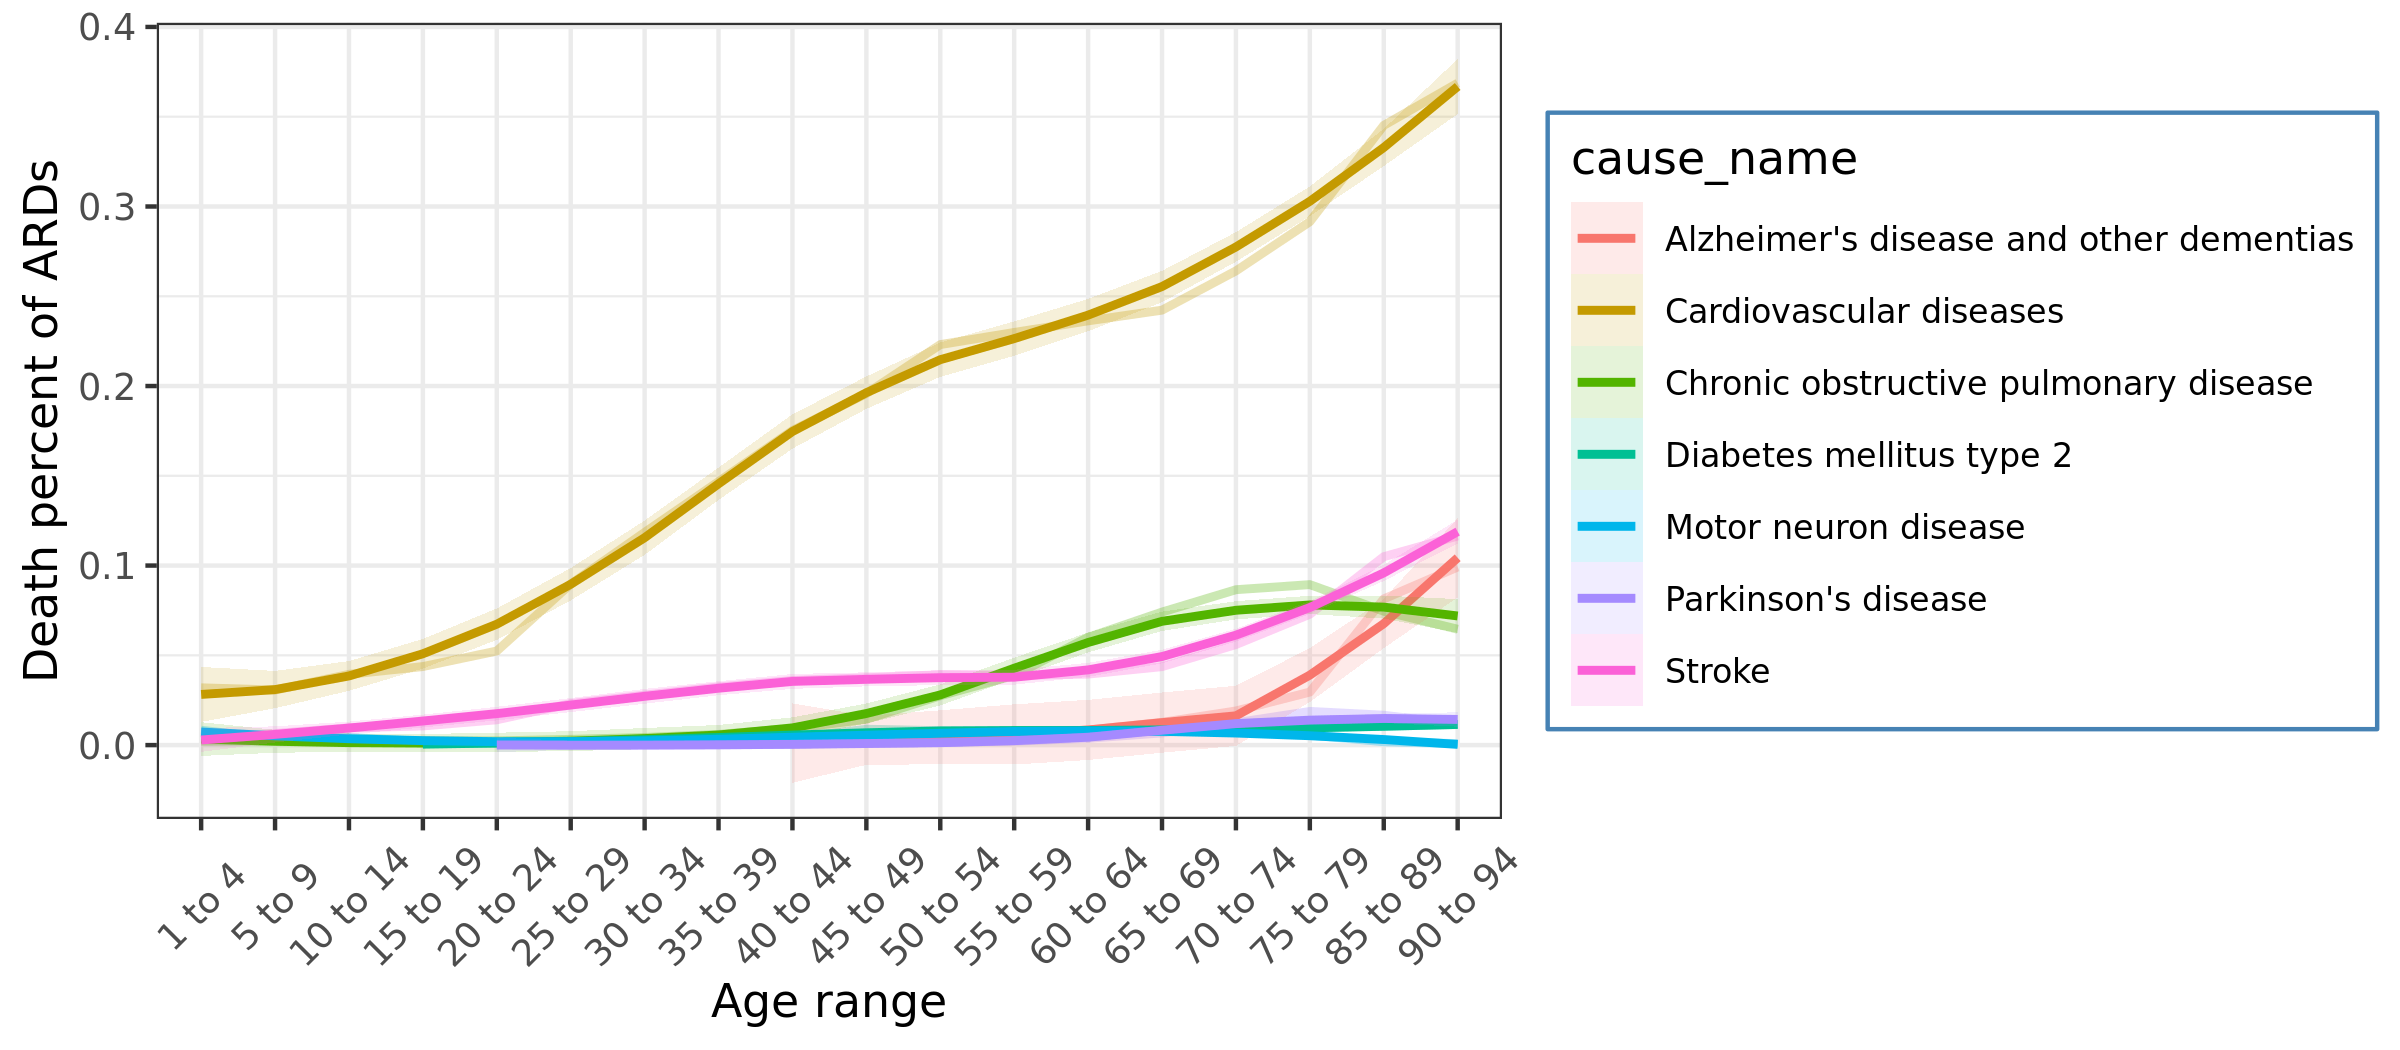 Death percent of ARDs
0.4
0.3
0.2
0.1
0.0
1 to 4
5 to 9
10 to 14
15 to 19
20 to 24
25 to 29
30 to 34
35 to 39
40 to 44
45 to 49
50 to 54
55 to 59
60 to 64
65 to 69
70 to 74
75 to 79
85 to 89
90 to 94
Age range
cause_name
Alzheimer's disease and other dementias
Cardiovascular diseases
Chronic obstructive pulmonary disease
Diabetes mellitus type 2
Motor neuron disease
Parkinson's disease
Stroke